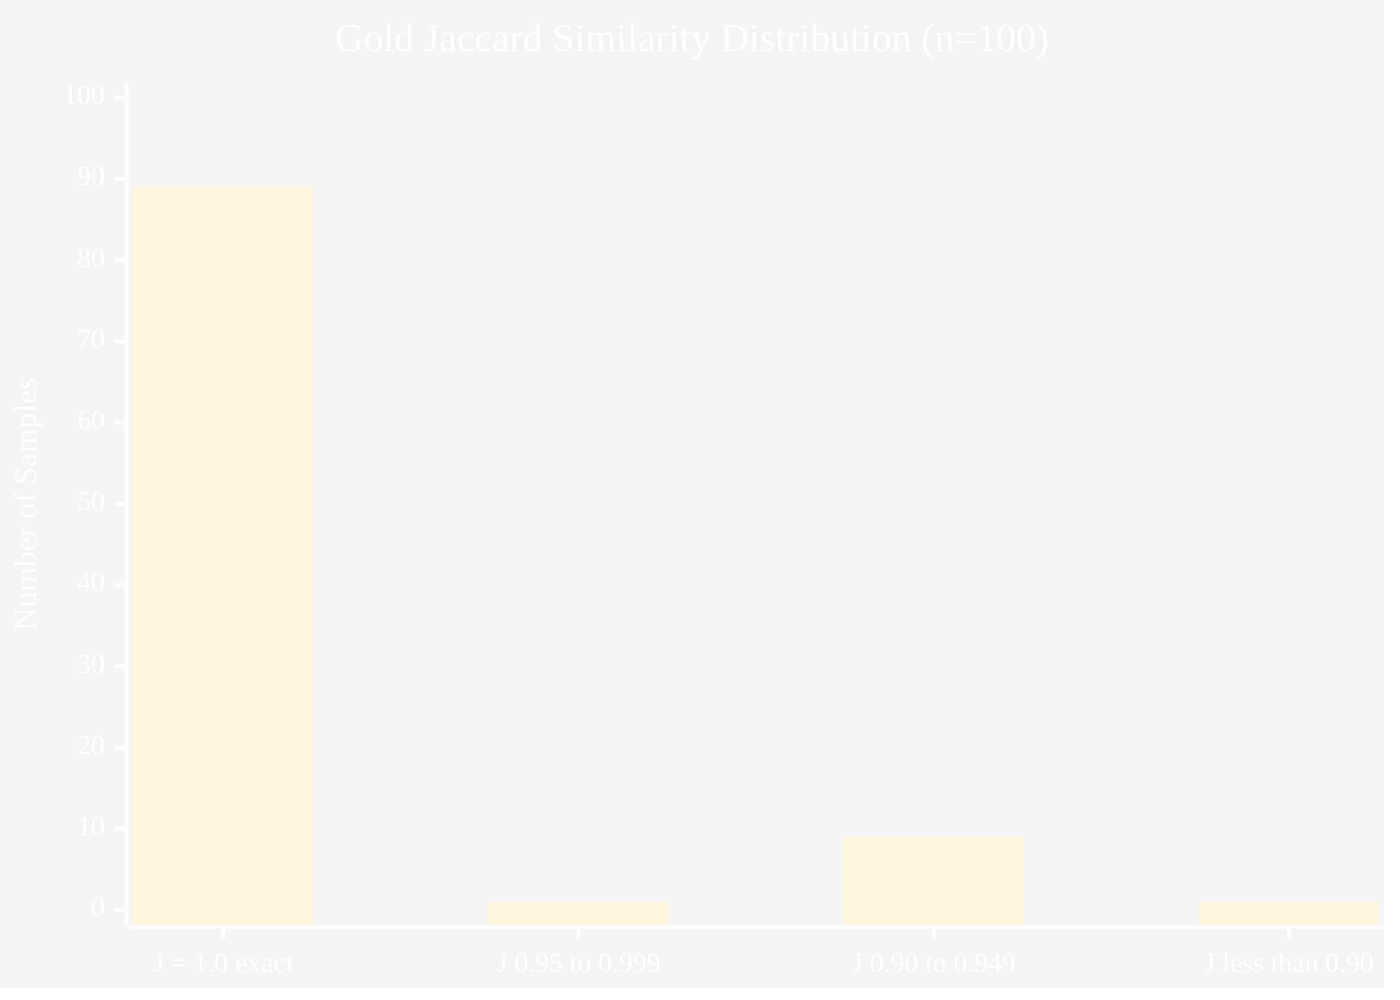 Gold Jaccard Similarity Distribution (n=100)
100
90
80
70
60
50
40
30
20
10
0
Number of Samples
J = 1.0 exact
J 0.95 to 0.999
J 0.90 to 0.949
J less than 0.90